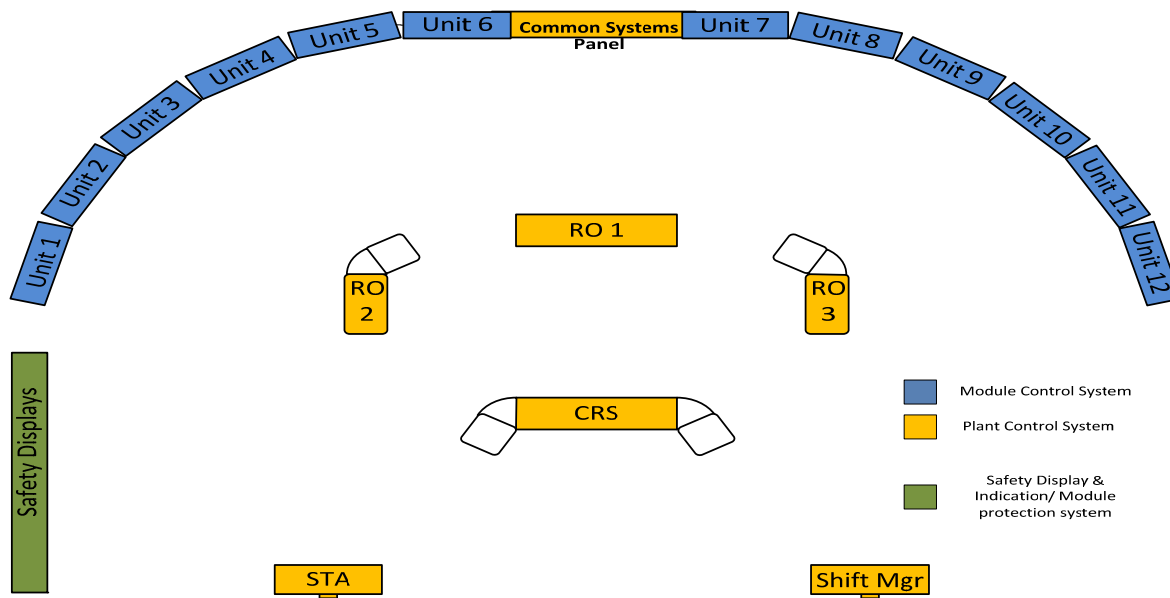 Unit 1
Unit 2
Unit 3
Unit 4
Unit 5
Unit 6
Common Systems
Panel
Unit 7
Unit 8
Unit 9
Unit 10
Unit 11
Unit 12
RO 1
RO
2
RO
3
CRS
Safety Displays
Module Control System
Plant Control System
Safety Display &
Indication/ Module
protection system
STA
Shift Mgr